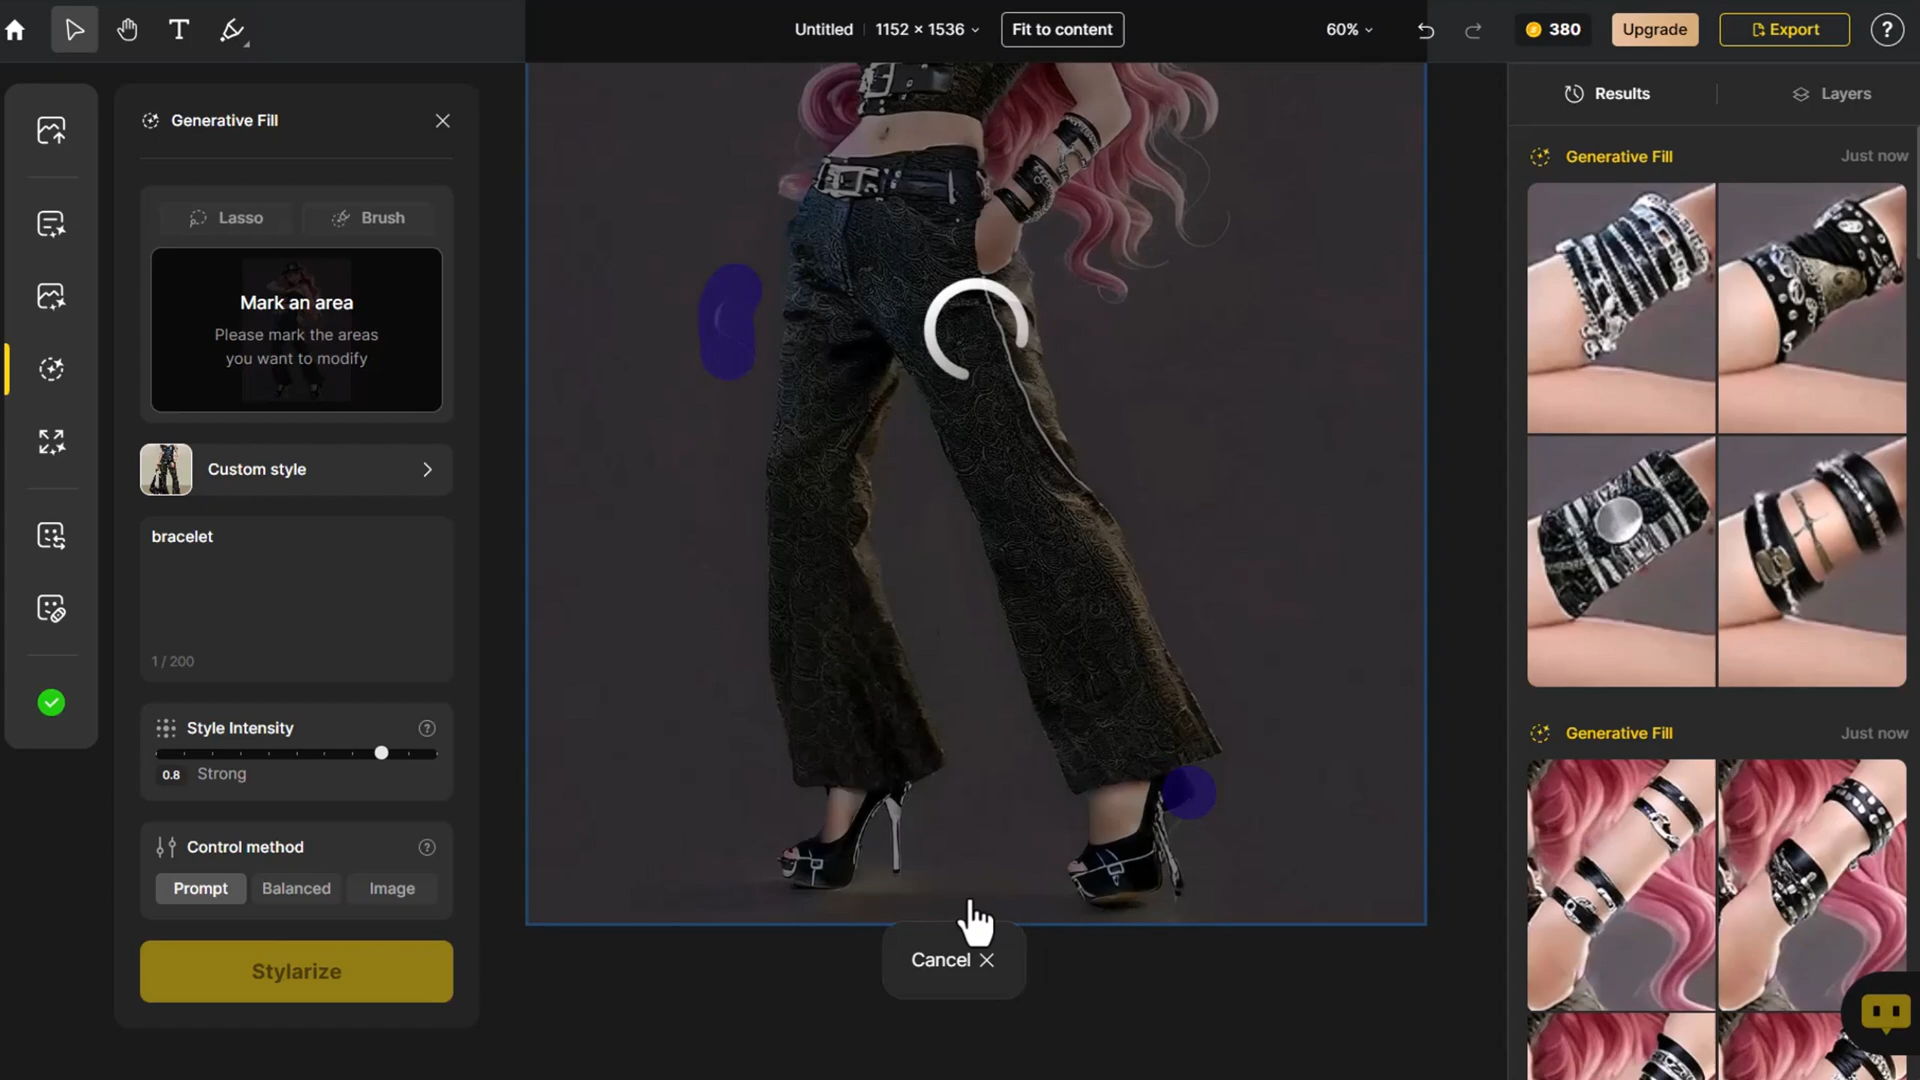 Untitled
1152 × 1536
Fit to content
60%
380
Upgrade
Export
?
Generative Fill
Lasso
Brush
Mark an area
Please mark the areas
you want to modify
Custom style
bracelet
1 / 200
Style Intensity
?
0.8
Strong
Control method
?
Prompt
Balanced
Image
Stylarize
Cancel
Results
Layers
Generative Fill
Just now
Generative Fill
Just now